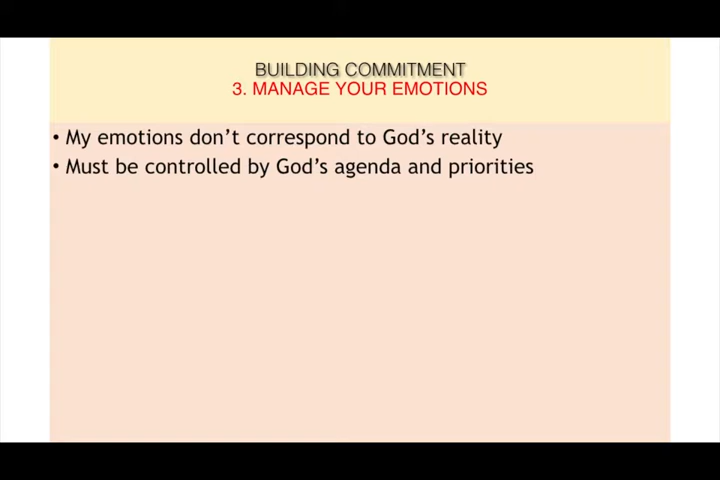 BUILDING COMMITMENT
3. MANAGE YOUR EMOTIONS
• My emotions don’t correspond to God’s reality
• Must be controlled by God’s agenda and priorities